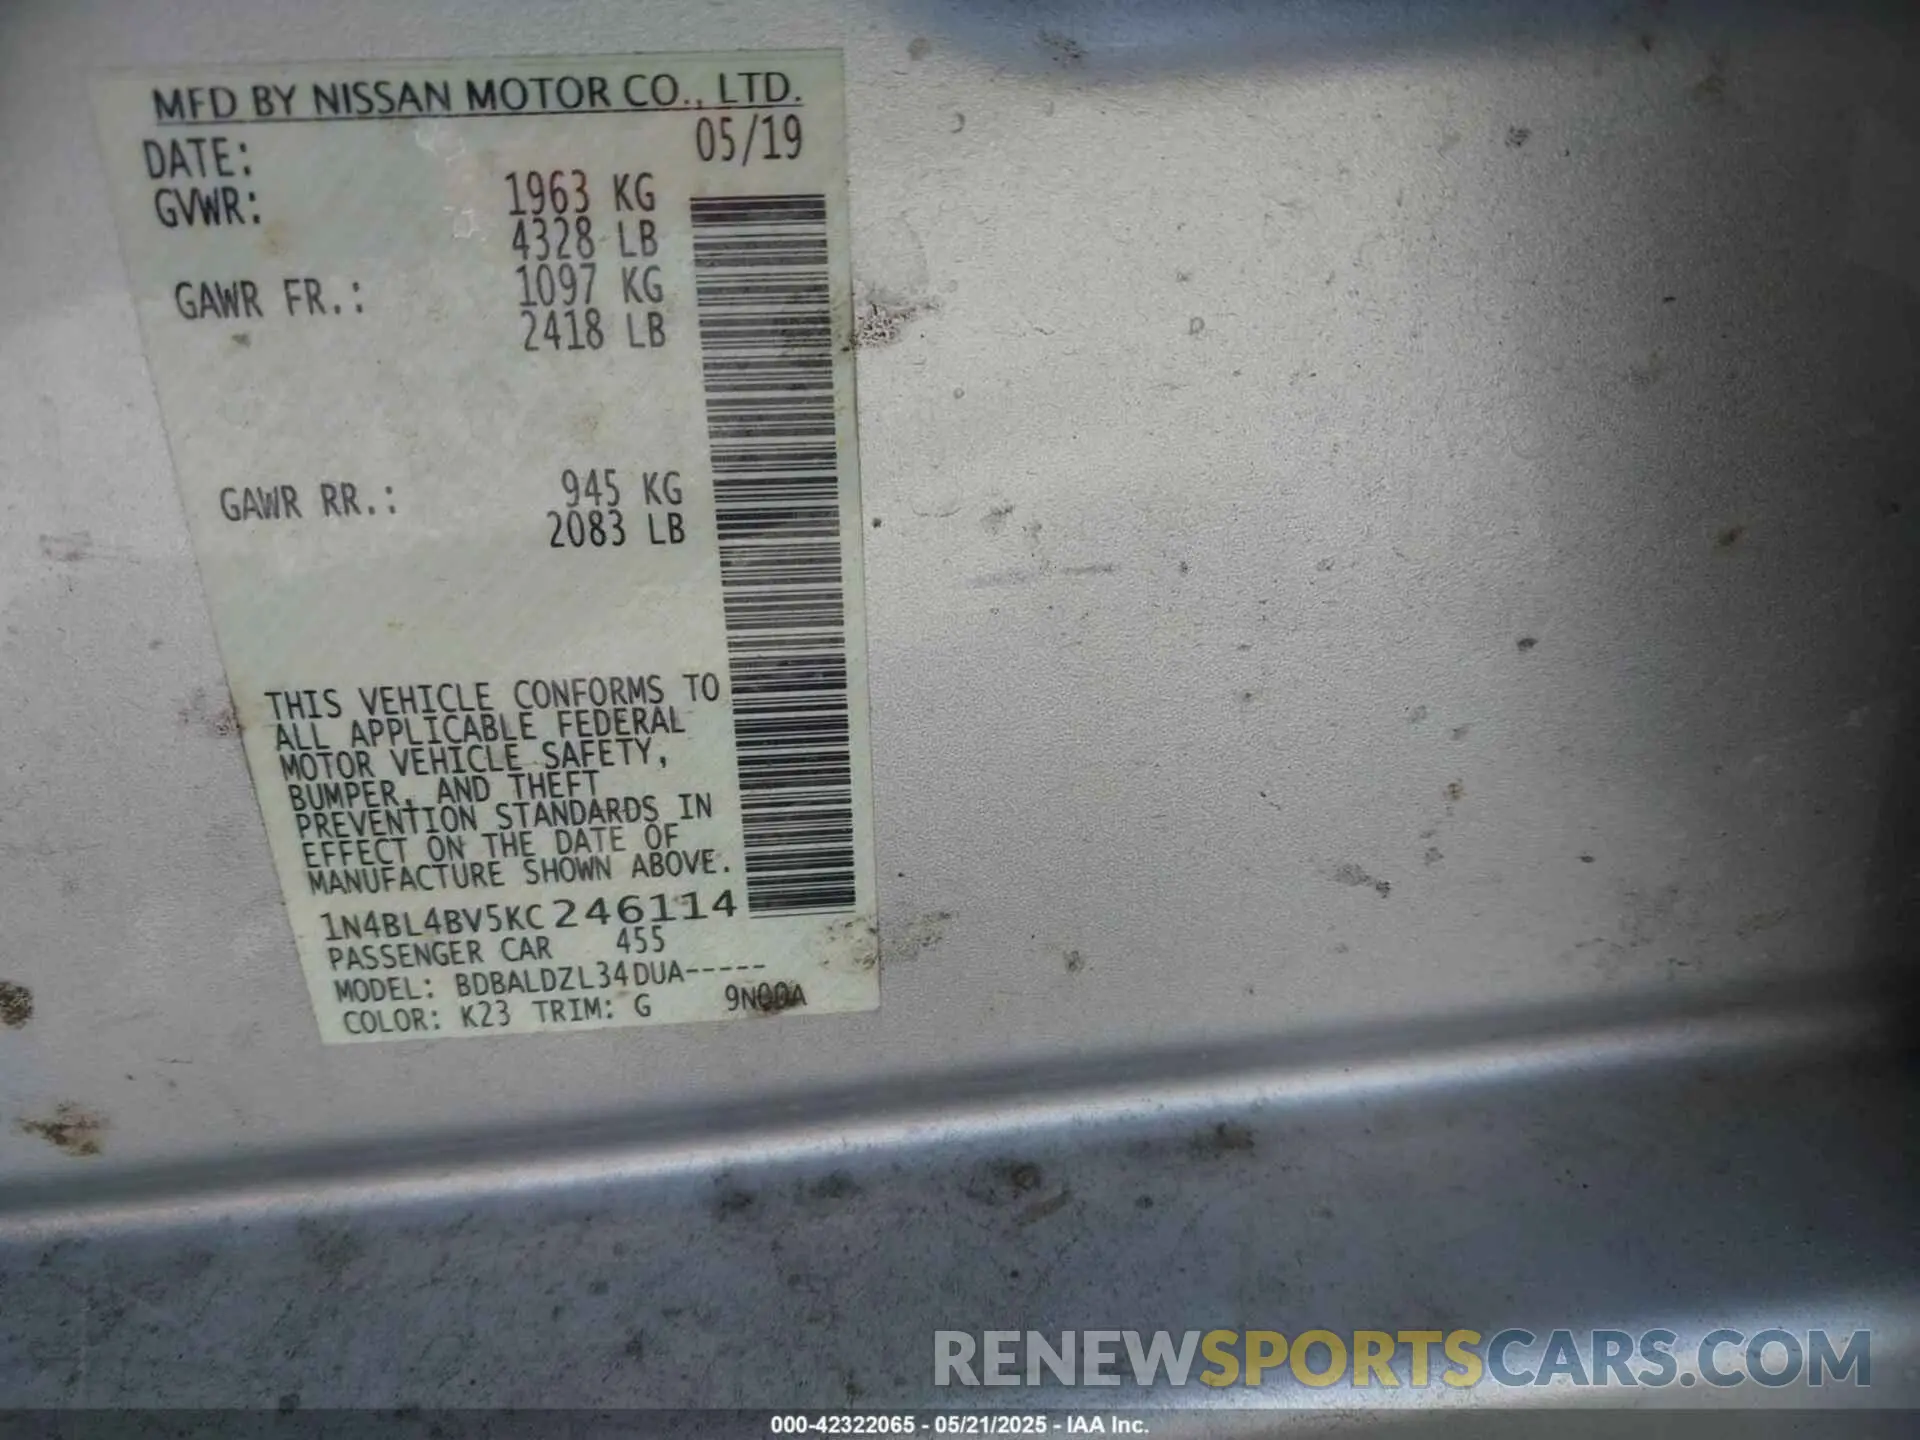 MFD BY NISSAN MOTOR CO., LTD.
DATE: 05/19
GVWR: 1963 KG
4328 LB
GAWR FR.: 1097 KG
2418 LB
GAWR RR.: 945 KG
2083 LB
THIS VEHICLE CONFORMS TO
ALL APPLICABLE FEDERAL
MOTOR VEHICLE SAFETY,
BUMPER, AND THEFT
PREVENTION STANDARDS IN
EFFECT ON THE DATE OF
MANUFACTURE SHOWN ABOVE.
1N4BL4BV5KC246114
PASSENGER CAR 455
MODEL: BDBALDZL34DUA-----
COLOR: K23 TRIM: G 9N00A
RENEWSPORTSCARS.COM
000-42322065 - 05/21/2025 - IAA Inc.